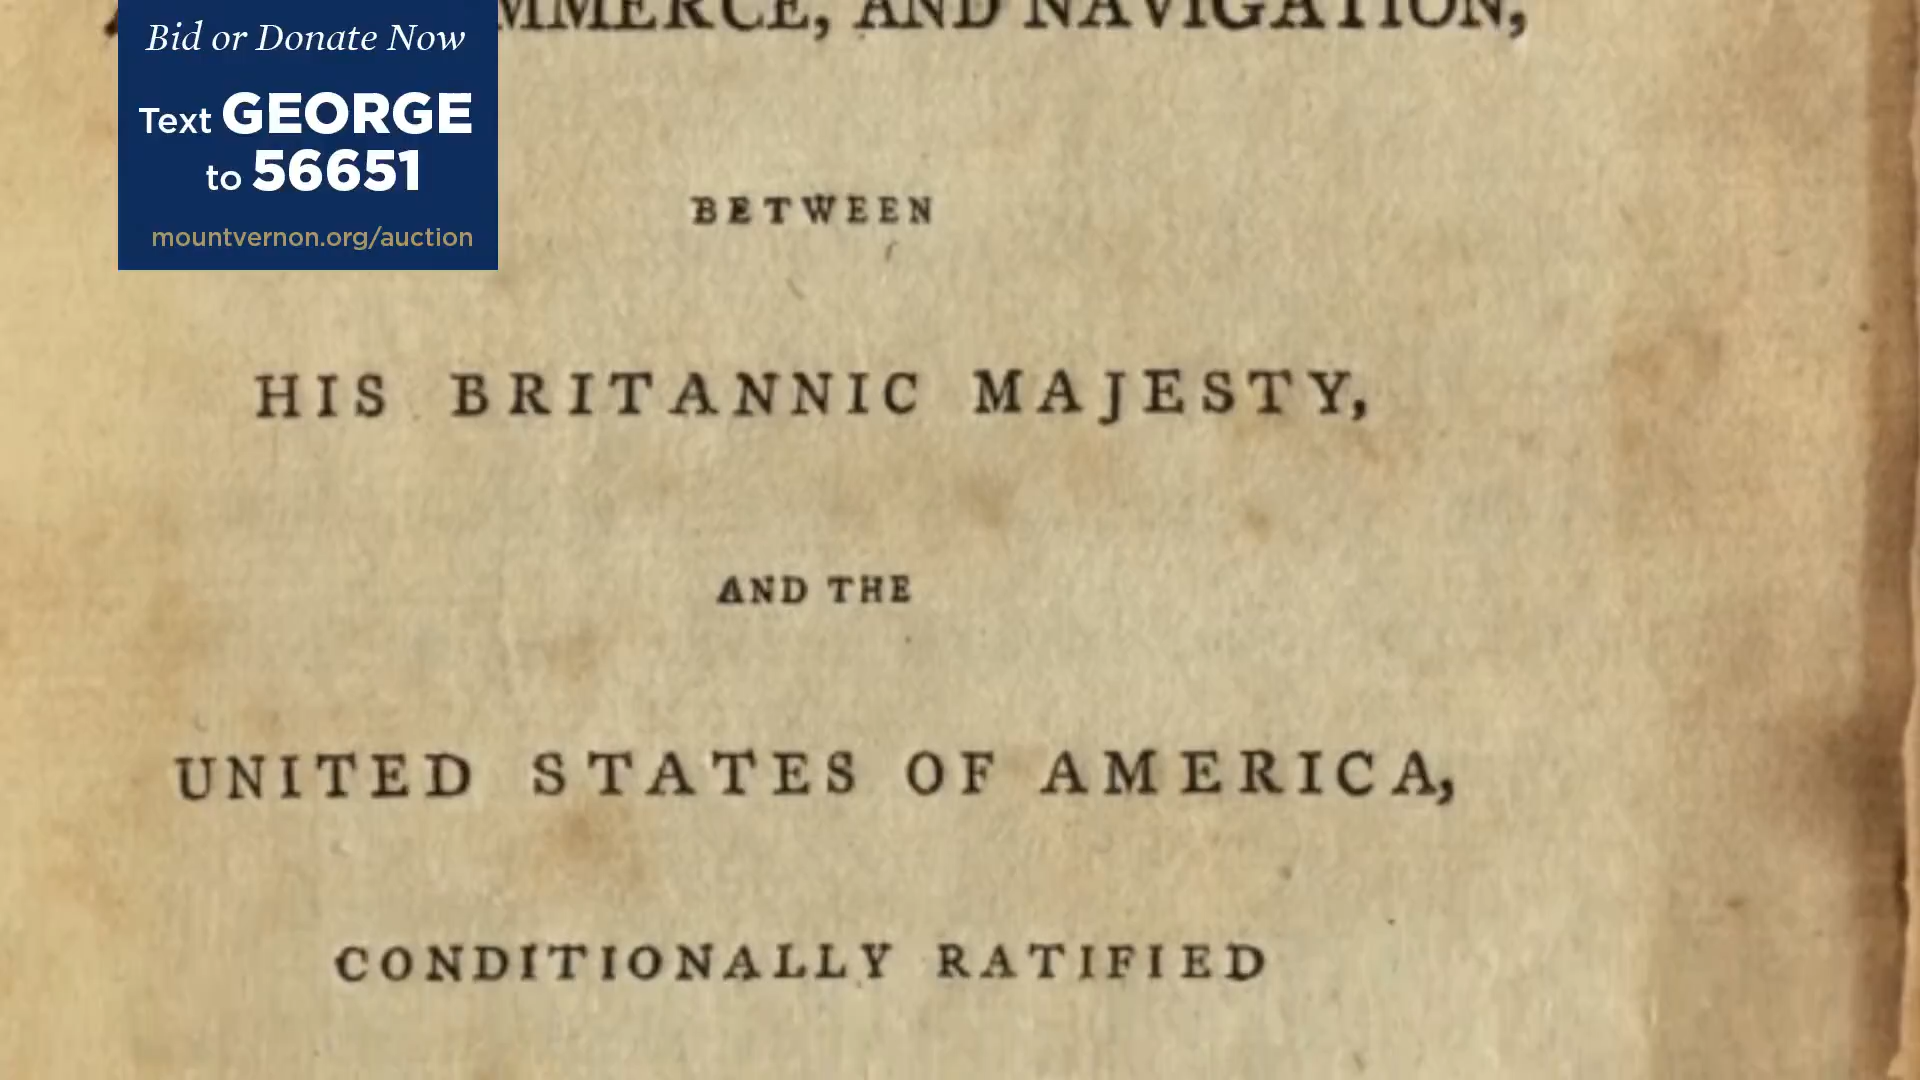 Bid or Donate Now
Text GEORGE
to 56651
mountvernon.org/auction
AND NAVIGATION,
BETWEEN
HIS BRITANNIC MAJESTY,
AND THE
UNITED STATES OF AMERICA,
CONDITIONALLY RATIFIED